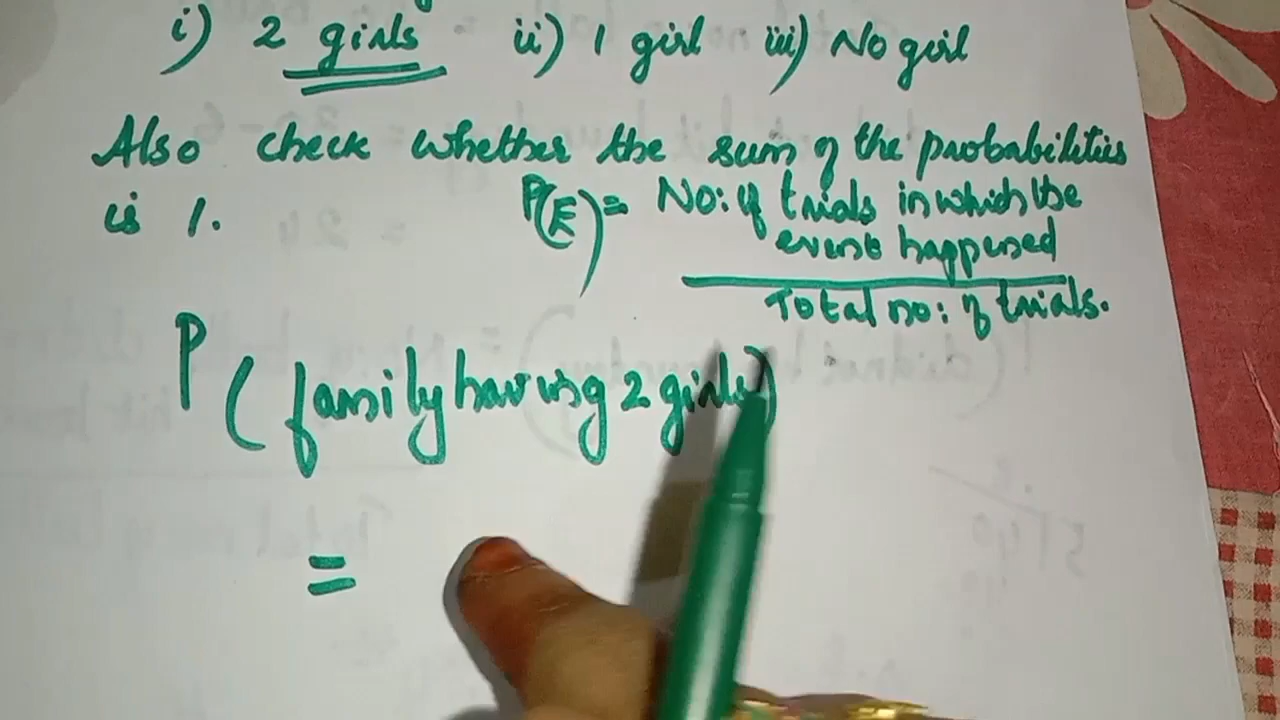 i) 2 girls ii) 1 girl iii) No girl
Also check whether the sum of the probabilities
is 1. P(E) = No: of trials in which the
event happened
Total no: of trials.
P (family having 2 girls)
=